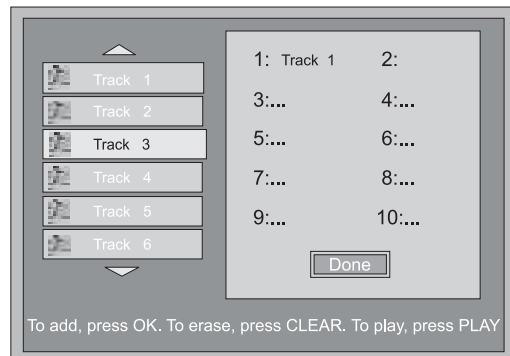 Track 1
Track 2
Track 3
Track 4
Track 5
Track 6
1: Track 1 2:
3:... 4:...
5:... 6:...
7:... 8:...
9:... 10:...
Done
To add, press OK. To erase, press CLEAR. To play, press PLAY